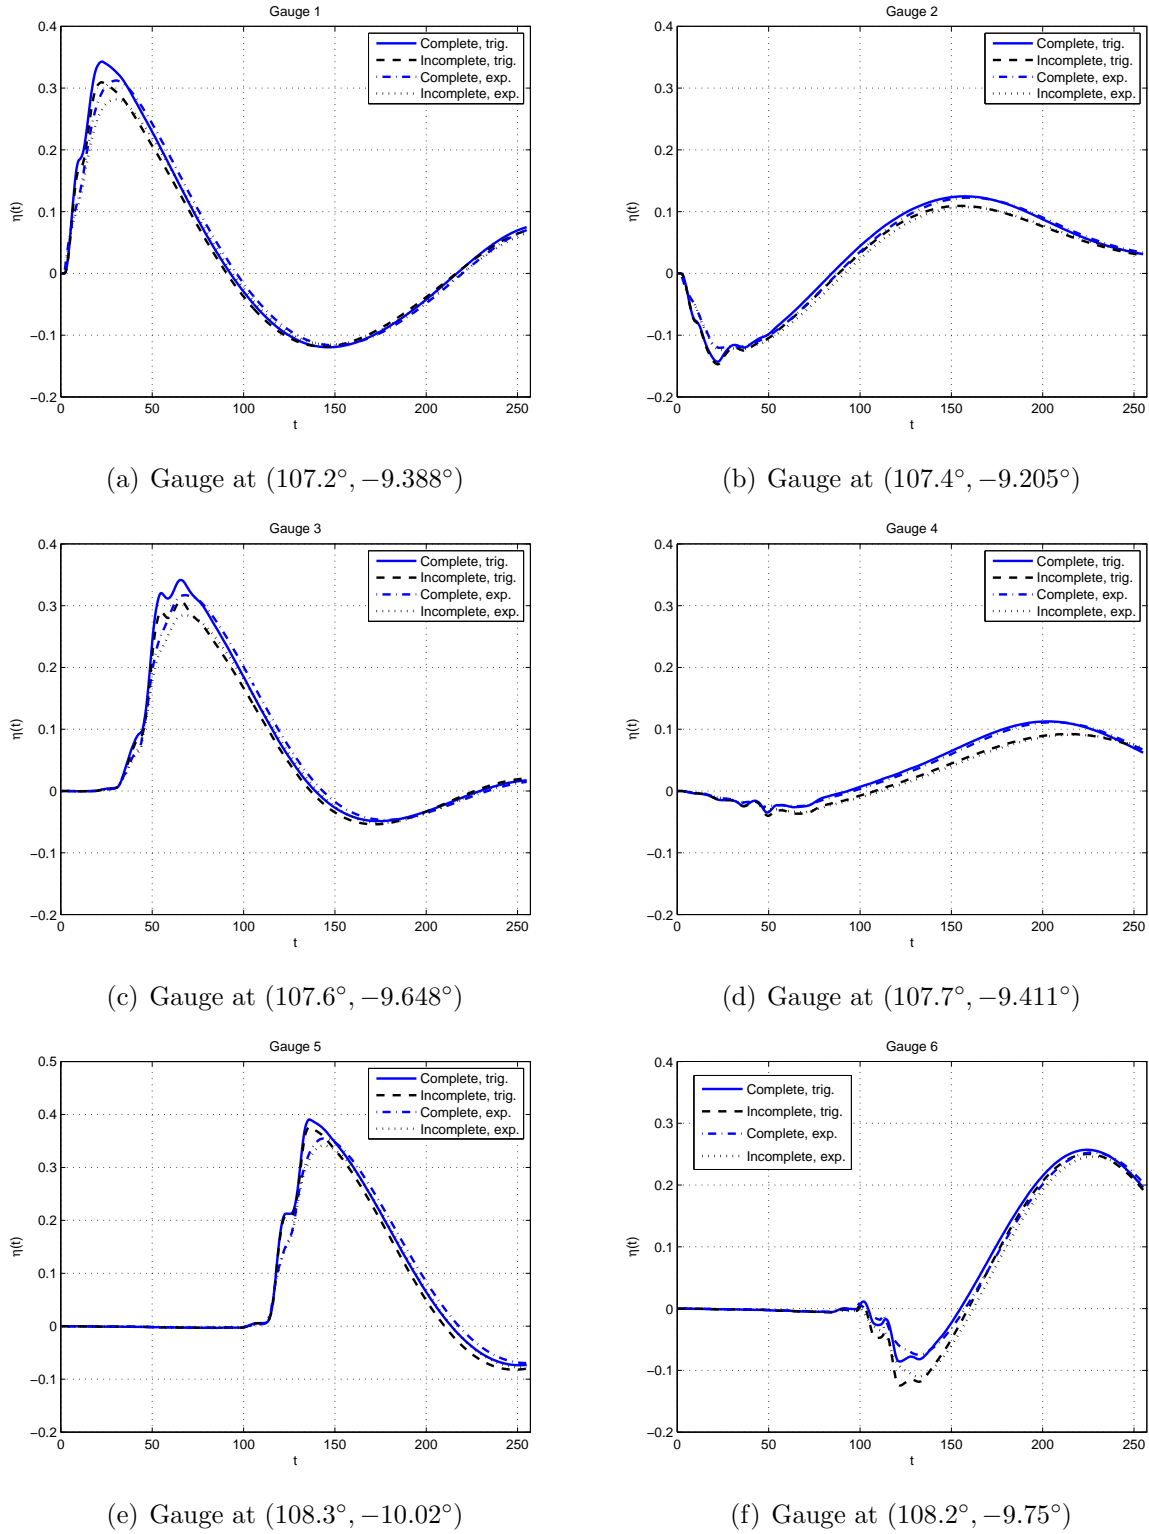 Gauge 1
0.4
0.3
0.2
0.1
0
−0.1
−0.2
η(t)
0 50 100 150 200 250
t
Complete, trig.
Incomplete, trig.
Complete, exp.
Incomplete, exp.
(a) Gauge at (107.2°, −9.388°)
Gauge 2
0.4
0.3
0.2
0.1
0
−0.1
−0.2
η(t)
0 50 100 150 200 250
t
Complete, trig.
Incomplete, trig.
Complete, exp.
Incomplete, exp.
(b) Gauge at (107.4°, −9.205°)
Gauge 3
0.4
0.3
0.2
0.1
0
−0.1
−0.2
η(t)
0 50 100 150 200 250
t
Complete, trig.
Incomplete, trig.
Complete, exp.
Incomplete, exp.
(c) Gauge at (107.6°, −9.648°)
Gauge 4
0.4
0.3
0.2
0.1
0
−0.1
−0.2
η(t)
0 50 100 150 200 250
t
Complete, trig.
Incomplete, trig.
Complete, exp.
Incomplete, exp.
(d) Gauge at (107.7°, −9.411°)
Gauge 5
0.5
0.4
0.3
0.2
0.1
0
−0.1
−0.2
η(t)
0 50 100 150 200 250
t
Complete, trig.
Incomplete, trig.
Complete, exp.
Incomplete, exp.
(e) Gauge at (108.3°, −10.02°)
Gauge 6
0.4
0.3
0.2
0.1
0
−0.1
−0.2
η(t)
0 50 100 150 200 250
t
Complete, trig.
Incomplete, trig.
Complete, exp.
Incomplete, exp.
(f) Gauge at (108.2°, −9.75°)